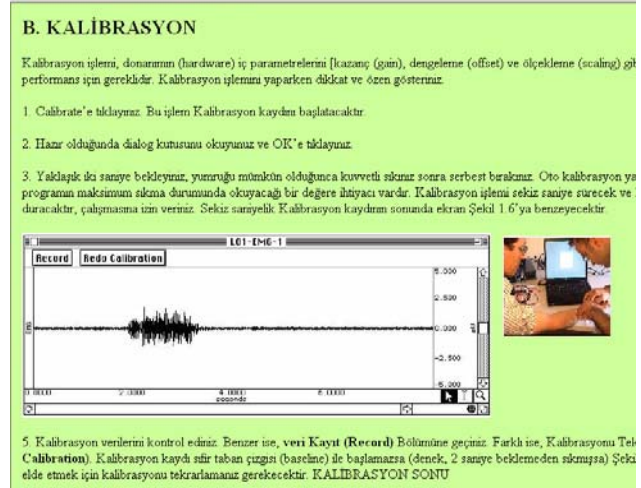 B. KALİBRASYON
Kalibrasyon işlemi, donanımın (hardware) iç parametrelerini [kazanç (gain), dengeleme (offset) ve ölçekleme (scaling) gib
performans için gereklidir. Kalibrasyon işlemini yaparken dikkat ve özen gösteriniz.
1. Calibrate'e tıklayınız. Bu işlem Kalibrasyon kaydını başlatacaktır.
2. Hazır olduğunda dialog kutusunu okuyunuz ve OK'e tıklayınız.
3. Yaklaşık iki saniye bekleyiniz, yumruğu mümkün olduğunca kuvvetli sıkınız sonra serbest bırakınız. Oto kalibrasyon ya
programın maksimum sıkma durumunda okuyacağı bir değere ihtiyacı vardır. Kalibrasyon işlemi sekiz saniye sürecek ve
duracaktır, çalışmasına izin veriniz. Sekiz saniyelik Kalibrasyon kaydının sonunda ekran Şekil 1.6'ya benzeyecektir.
L01-EMG-1
Record Redo Calibration
5.000
2.500
0.000
-2.500
-5.000
0.0000 2.0000 4.0000 6.0000
seconds
5. Kalibrasyon verilerini kontrol ediniz. Benzer ise, veri Kayıt (Record) Bölümüne geçiniz. Farklı ise, Kalibrasyonu Tek
Calibration). Kalibrasyon kaydı sıfır taban çizgisi (baseline) ile başlamazsa (denek, 2 saniye beklemeden sıkmışsa) Şeki
elde etmek için kalibrasyonu tekrarlamanız gerekecektir. KALİBRASYON SONU